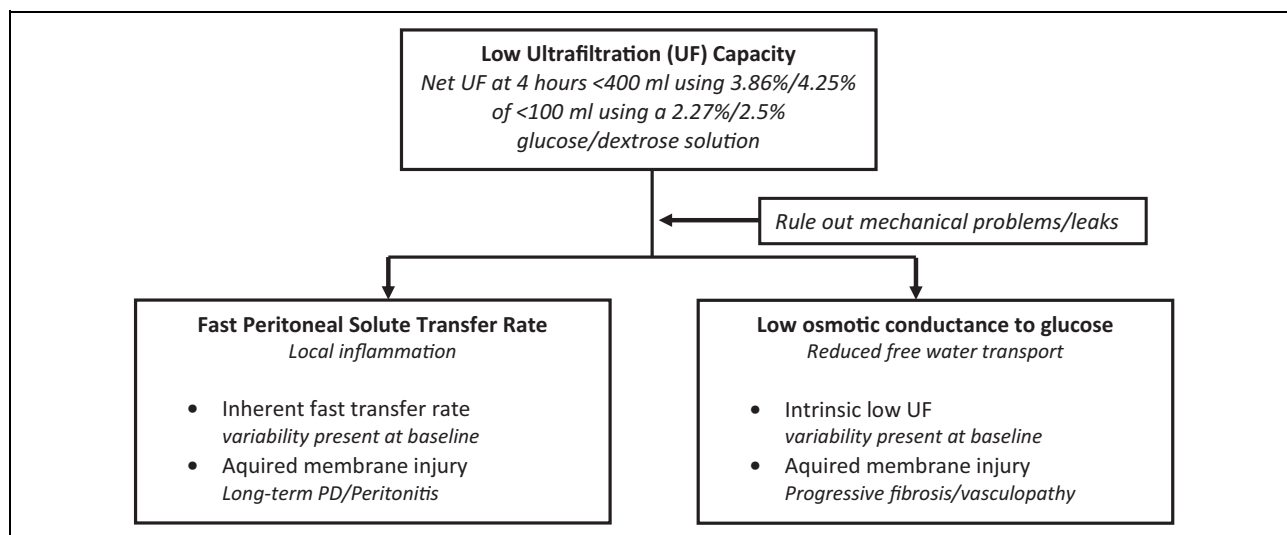 Low Ultrafiltration (UF) Capacity
Net UF at 4 hours <400 ml using 3.86%/4.25%
of <100 ml using a 2.27%/2.5%
glucose/dextrose solution
Rule out mechanical problems/leaks
Fast Peritoneal Solute Transfer Rate
Local inflammation
• Inherent fast transfer rate
variability present at baseline
• Aquired membrane injury
Long-term PD/Peritonitis
Low osmotic conductance to glucose
Reduced free water transport
• Intrinsic low UF
variability present at baseline
• Aquired membrane injury
Progressive fibrosis/vasculopathy